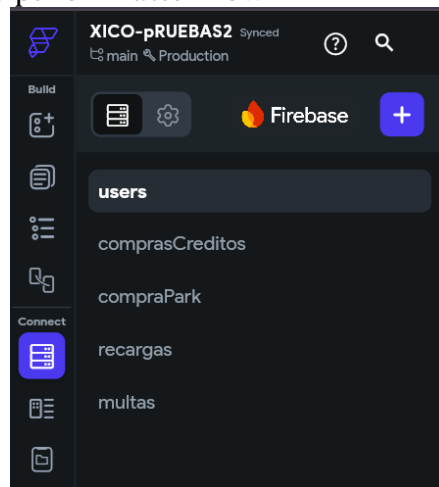 XICO-pRUEBAS2 Synced
main Production
Build
Firebase
users
comprasCreditos
compraPark
Connect
recargas
multas